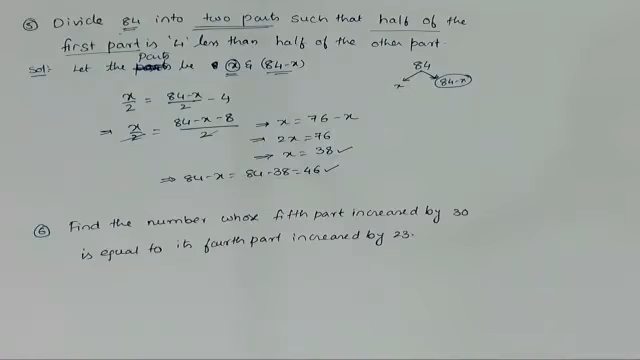 ⑤ Divide 84 into two parts such that half of the
first part is '4' less than half of the other part.
Sol:- Let the parts be x & (84-x)
84
x 84-x
x/2 = (84-x)/2 - 4
⇒ x/2 = (84-x-8)/2 ⇒ x = 76 - x
⇒ 2x = 76
⇒ x = 38 ✓
⇒ 84-x = 84-38 = 46 ✓
⑥ Find the number whose fifth part increased by 30
is equal to its fourth part increased by 23.